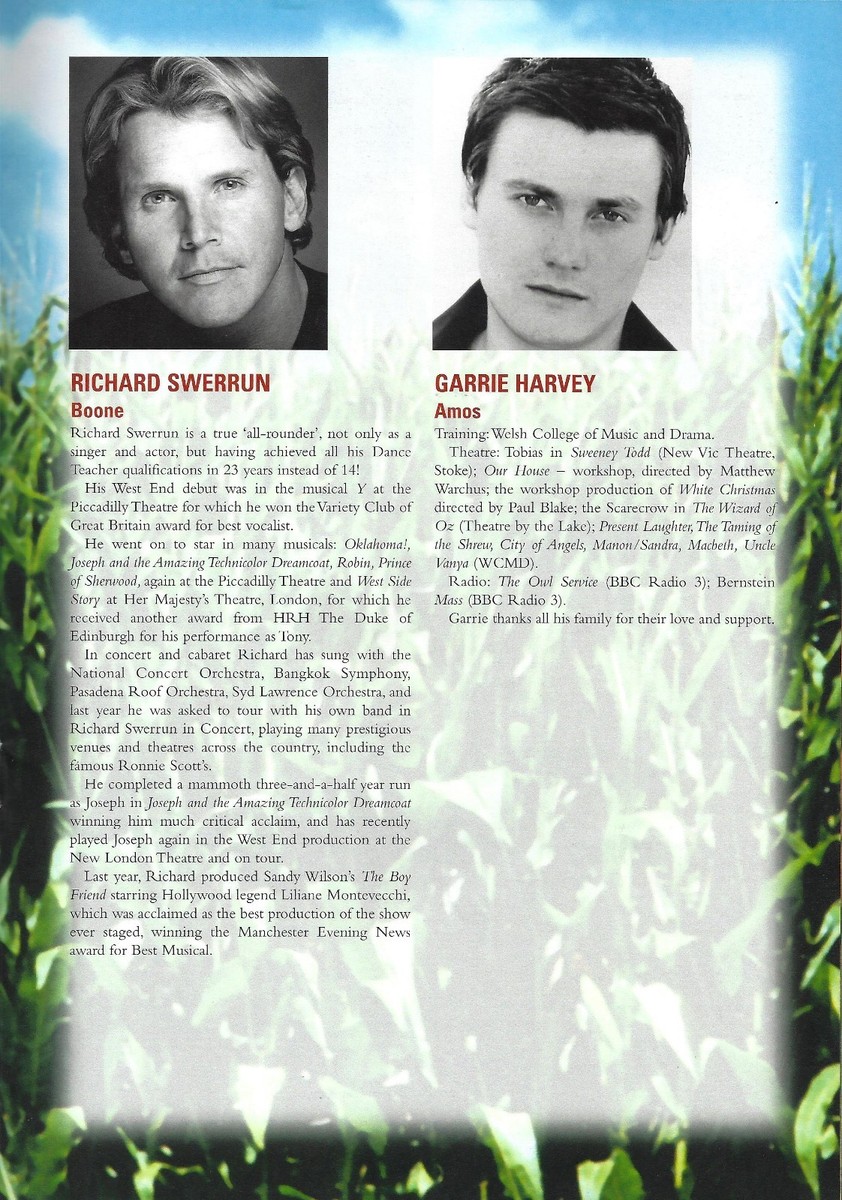 RICHARD SWERRUN
Boone
Richard Swerrun is a true ‘all-rounder’, not only as a
singer and actor, but having achieved all his Dance
Teacher qualifications in 23 years instead of 14!
His West End debut was in the musical Y at the
Piccadilly Theatre for which he won the Variety Club of
Great Britain award for best vocalist.
He went on to star in many musicals: Oklahoma!,
Joseph and the Amazing Technicolor Dreamcoat, Robin, Prince
of Sherwood, again at the Piccadilly Theatre and West Side
Story at Her Majesty’s Theatre, London, for which he
received another award from HRH The Duke of
Edinburgh for his performance as Tony.
In concert and cabaret Richard has sung with the
National Concert Orchestra, Bangkok Symphony,
Pasadena Roof Orchestra, Syd Lawrence Orchestra, and
last year he was asked to tour with his own band in
Richard Swerrun in Concert, playing many prestigious
venues and theatres across the country, including the
famous Ronnie Scott’s.
He completed a mammoth three-and-a-half year run
as Joseph in Joseph and the Amazing Technicolor Dreamcoat
winning him much critical acclaim, and has recently
played Joseph again in the West End production at the
New London Theatre and on tour.
Last year, Richard produced Sandy Wilson’s The Boy
Friend starring Hollywood legend Liliane Montevecchi,
which was acclaimed as the best production of the show
ever staged, winning the Manchester Evening News
award for Best Musical.
GARRIE HARVEY
Amos
Training: Welsh College of Music and Drama.
Theatre: Tobias in Sweeney Todd (New Vic Theatre,
Stoke); Our House – workshop, directed by Matthew
Warchus; the workshop production of White Christmas
directed by Paul Blake; the Scarecrow in The Wizard of
Oz (Theatre by the Lake); Present Laughter, The Taming of
the Shrew, City of Angels, Manon/Sandra, Macbeth, Uncle
Vanya (WCMD).
Radio: The Owl Service (BBC Radio 3); Bernstein
Mass (BBC Radio 3).
Garrie thanks all his family for their love and support.